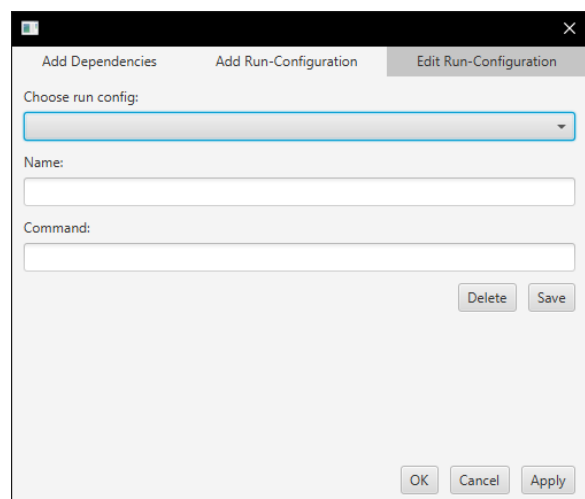 Add Dependencies Add Run-Configuration Edit Run-Configuration
Choose run config:
Name:
Command:
Delete Save
OK Cancel Apply